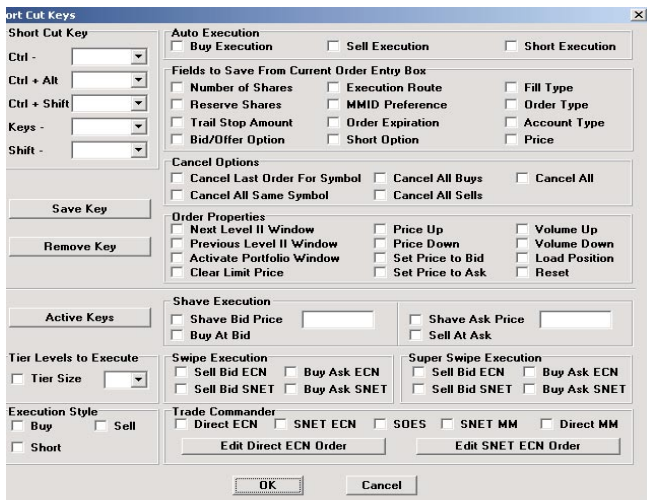 ort Cut Keys
Short Cut Key
Ctrl -
Ctrl + Alt
Ctrl + Shift
Keys -
Shift -
Save Key
Remove Key
Active Keys
Auto Execution
Buy Execution Sell Execution Short Execution
Fields to Save From Current Order Entry Box
Number of Shares Execution Route Fill Type
Reserve Shares MMID Preference Order Type
Trail Stop Amount Order Expiration Account Type
Bid/Offer Option Short Option Price
Cancel Options
Cancel Last Order For Symbol Cancel All Buys Cancel All
Cancel All Same Symbol Cancel All Sells
Order Properties
Next Level II Window Price Up Volume Up
Previous Level II Window Price Down Volume Down
Activate Portfolio Window Set Price to Bid Load Position
Clear Limit Price Set Price to Ask Reset
Shave Execution
Shave Bid Price Shave Ask Price
Buy At Bid Sell At Ask
Tier Levels to Execute
Tier Size
Swipe Execution
Sell Bid ECN Buy Ask ECN
Sell Bid SNET Buy Ask SNET
Super Swipe Execution
Sell Bid ECN Buy Ask ECN
Sell Bid SNET Buy Ask SNET
Execution Style
Buy Sell
Short
Trade Commander
Direct ECN SNET ECN SOES SNET MM Direct MM
Edit Direct ECN Order Edit SNET ECN Order
OK Cancel